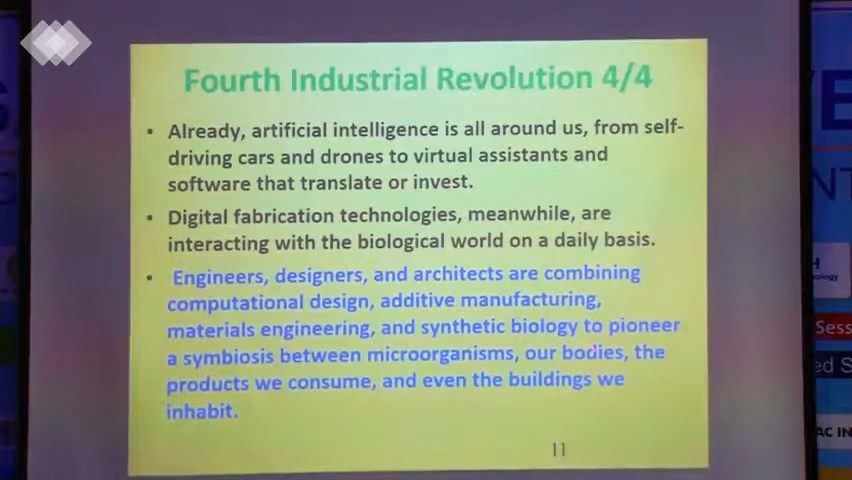 Fourth Industrial Revolution 4/4
• Already, artificial intelligence is all around us, from self-
driving cars and drones to virtual assistants and
software that translate or invest.
• Digital fabrication technologies, meanwhile, are
interacting with the biological world on a daily basis.
• Engineers, designers, and architects are combining
computational design, additive manufacturing,
materials engineering, and synthetic biology to pioneer
a symbiosis between microorganisms, our bodies, the
products we consume, and even the buildings we
inhabit.
11